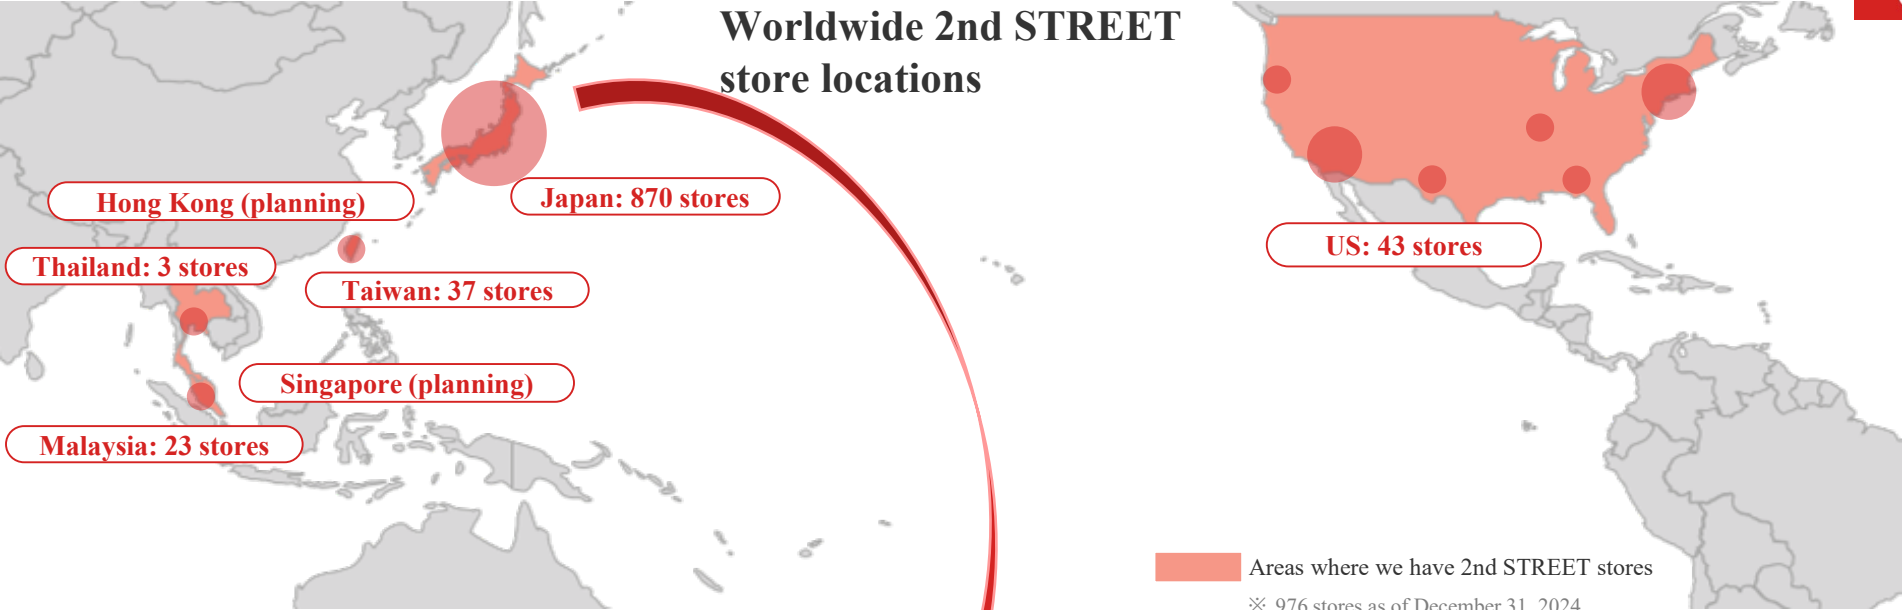 Worldwide 2nd STREET
store locations
Hong Kong (planning)
Japan: 870 stores
Thailand: 3 stores
Taiwan: 37 stores
US: 43 stores
Singapore (planning)
Malaysia: 23 stores
Areas where we have 2nd STREET stores
※ 976 stores as of December 31, 2024